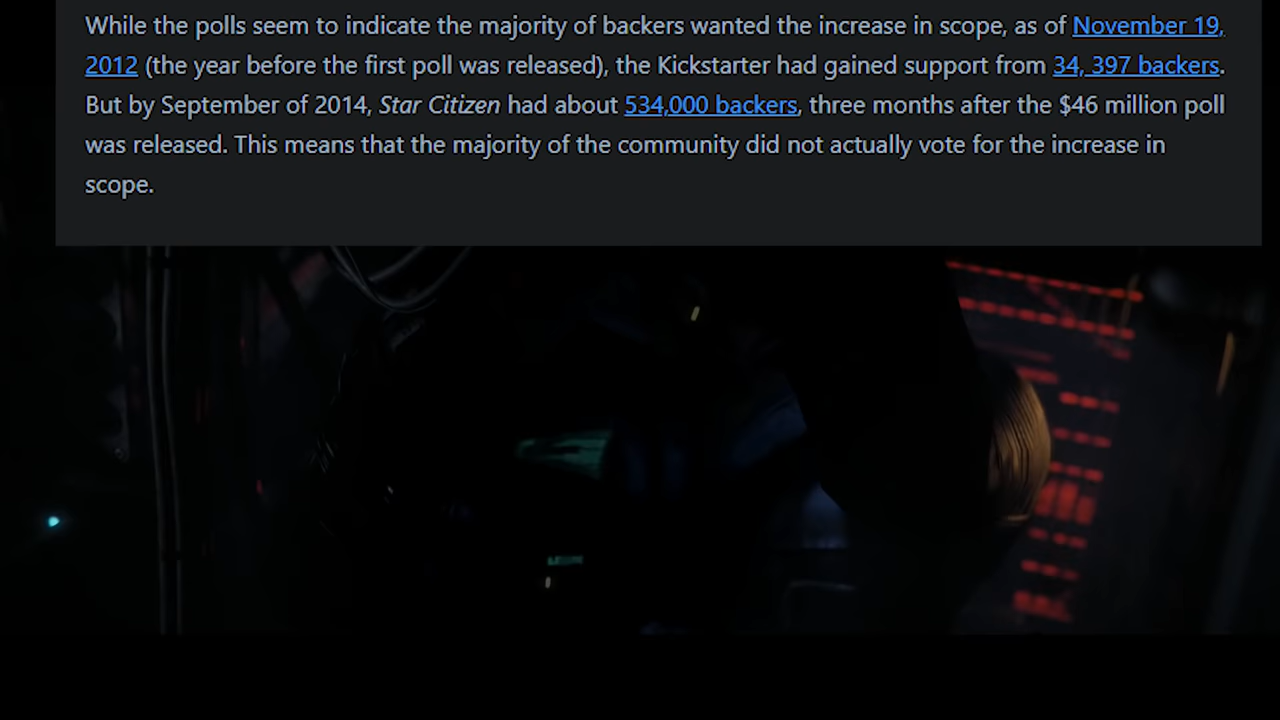 While the polls seem to indicate the majority of backers wanted the increase in scope, as of November 19,
2012 (the year before the first poll was released), the Kickstarter had gained support from 34, 397 backers.
But by September of 2014, Star Citizen had about 534,000 backers, three months after the $46 million poll
was released. This means that the majority of the community did not actually vote for the increase in
scope.